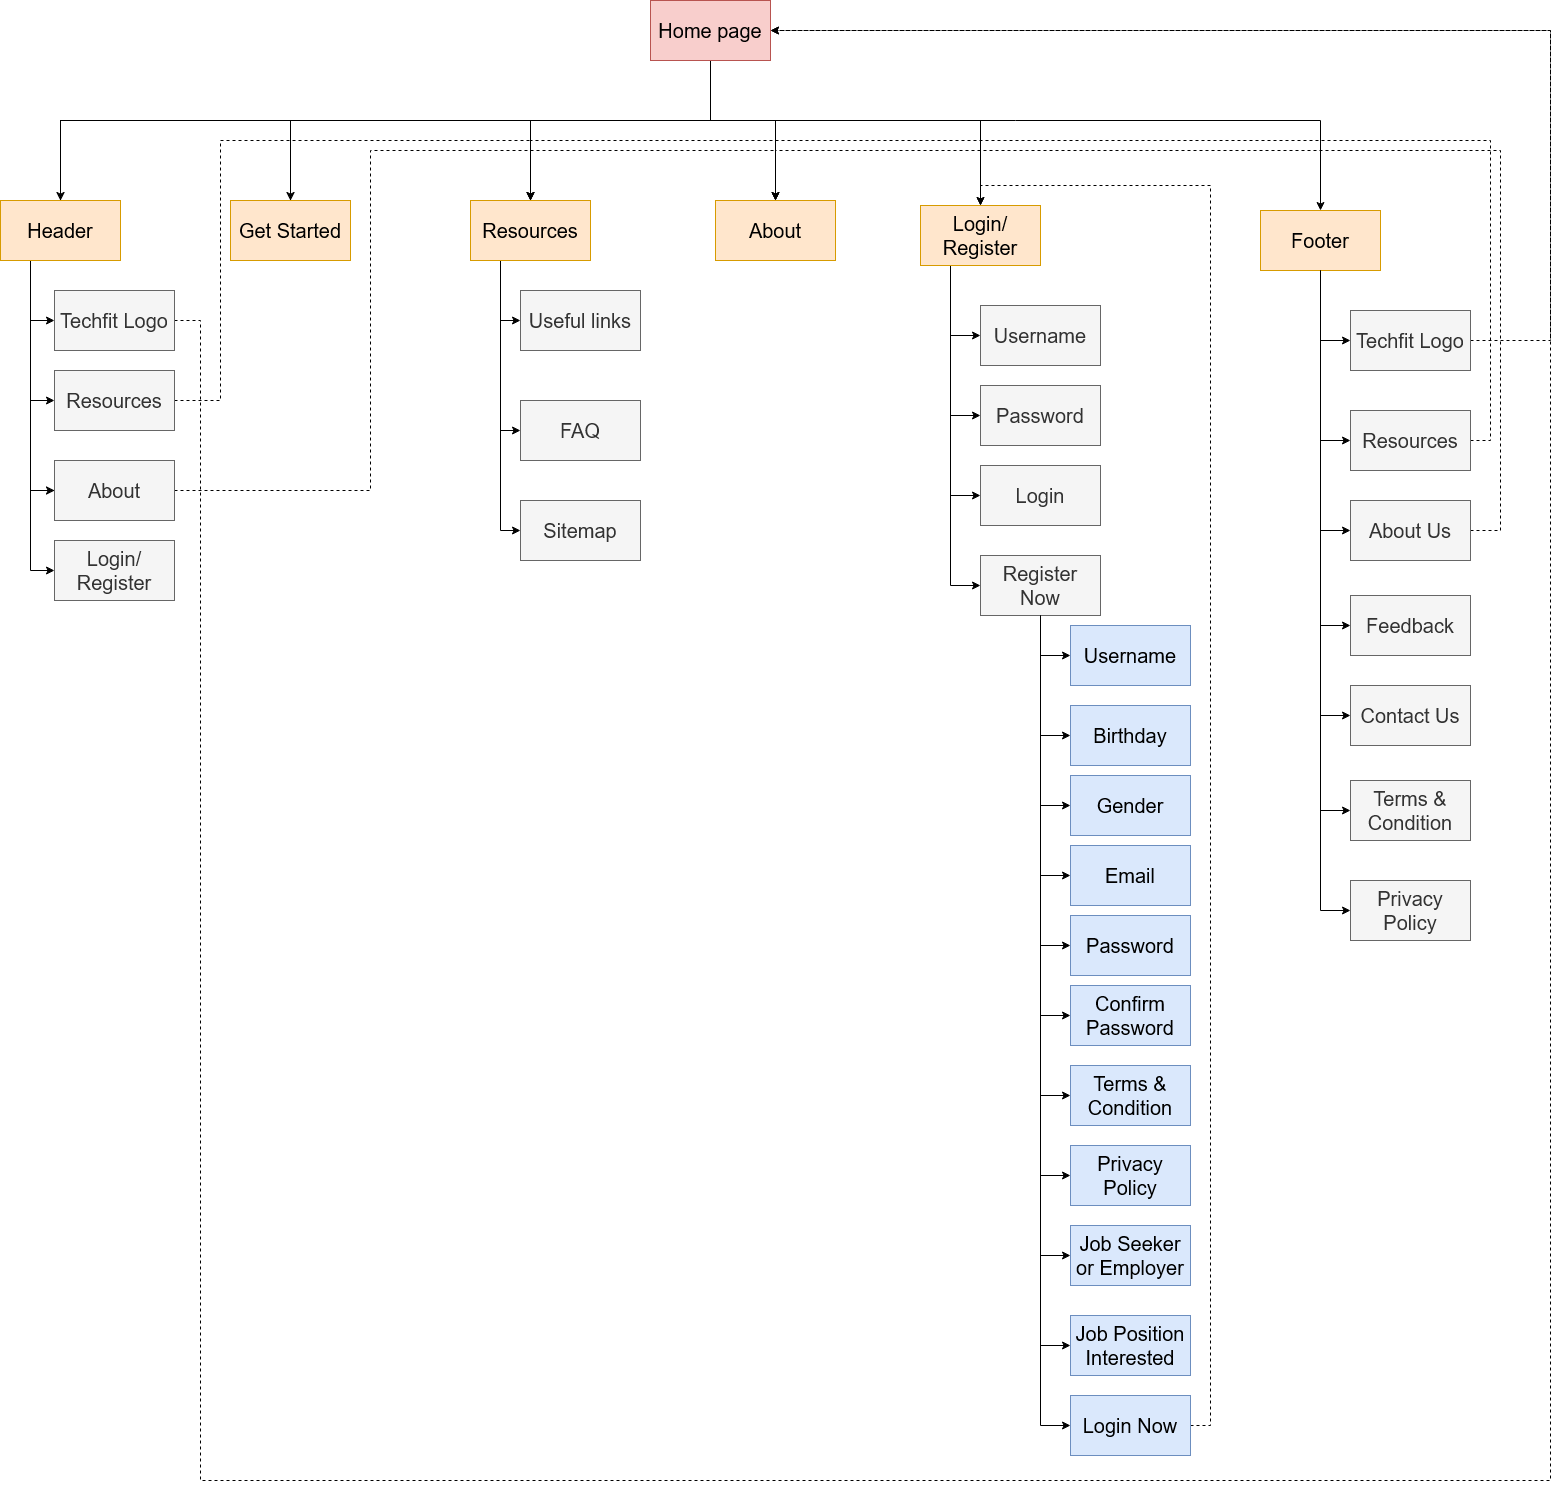 Home page
Header
Get Started
Resources
About
Login/
Register
Footer
Techfit Logo
Resources
About
Login/
Register
Useful links
FAQ
Sitemap
Username
Password
Login
Register
Now
Username
Birthday
Gender
Email
Password
Confirm
Password
Terms &
Condition
Privacy
Policy
Job Seeker
or Employer
Job Position
Interested
Login Now
Techfit Logo
Resources
About Us
Feedback
Contact Us
Terms &
Condition
Privacy
Policy